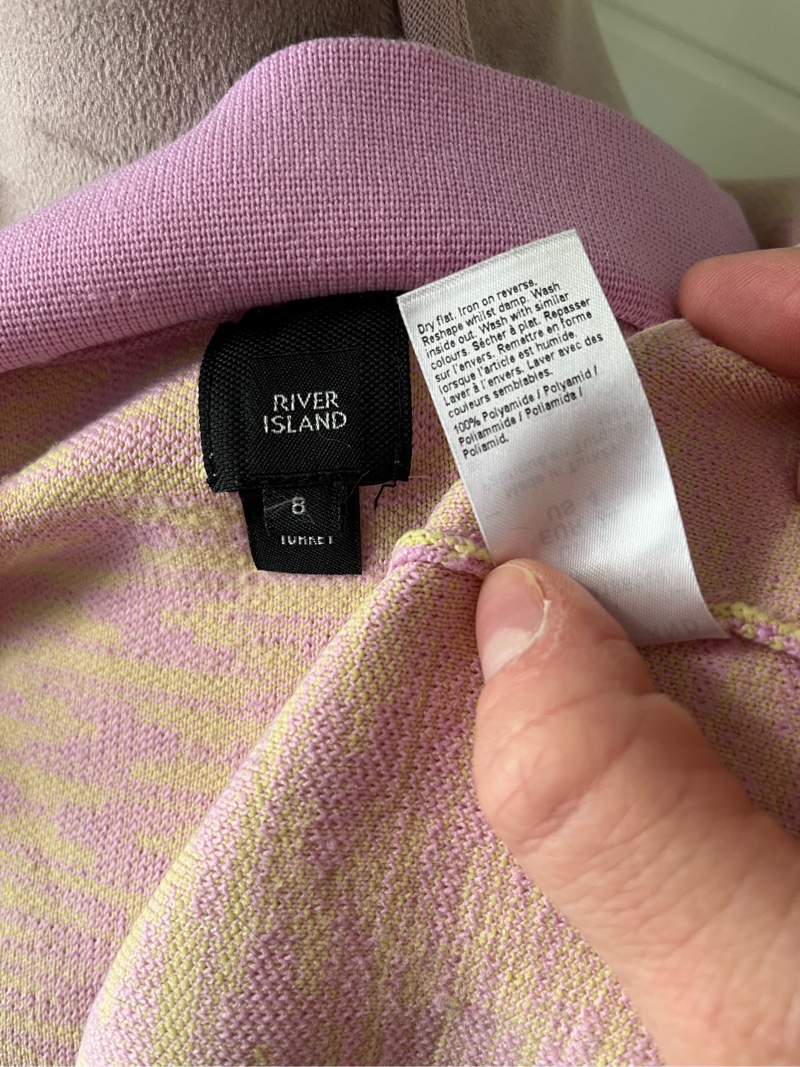 RIVER
ISLAND
8
TURKEY
Dry flat. Iron on reverse.
Reshape whilst damp. Wash
inside out. Wash with similar
colours. Sécher à plat. Repasser
sur l'envers. Remettre en forme
lorsque l'article est humide.
Laver à l'envers. Laver avec des
couleurs semblables.
100% Polyamide / Polyamid /
Poliammide / Poliamida /
Poliamid.